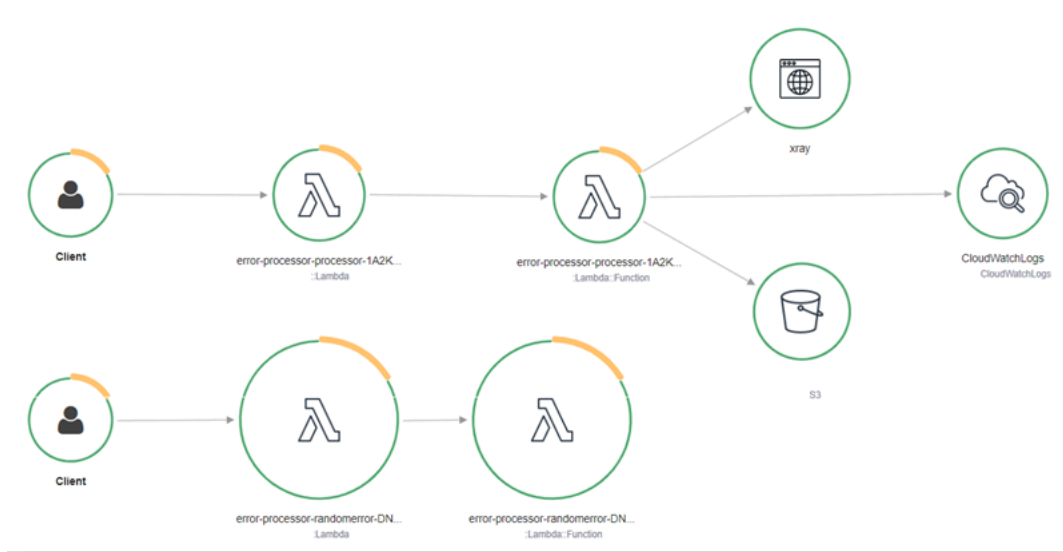 xray
Client
error-processor-processor-1A2K...
::Lambda
error-processor-processor-1A2K...
:Lambda::Function
CloudWatchLogs
CloudWatchLogs
S3
Client
error-processor-randomerror-DN...
:Lambda
error-processor-randomerror-DN...
:Lambda::Function